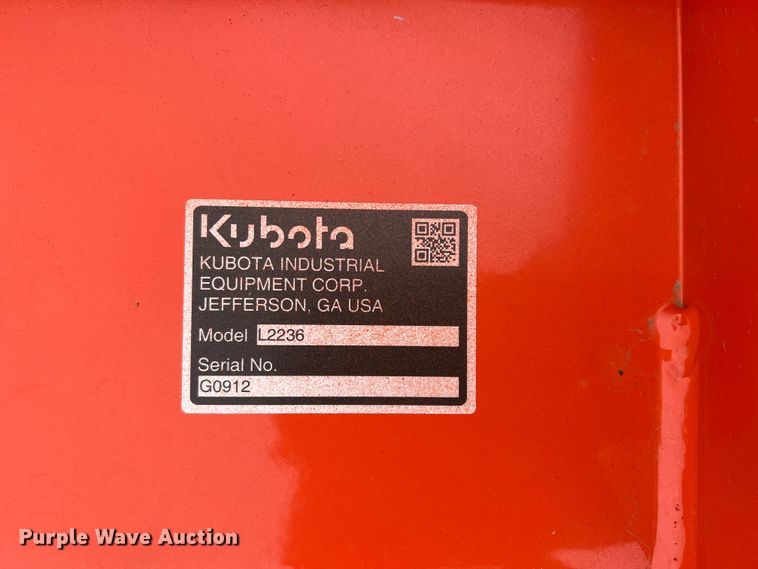 Kubota
KUBOTA INDUSTRIAL
EQUIPMENT CORP.
JEFFERSON, GA USA
Model L2236
Serial No.
G0912
Purple Wave Auction